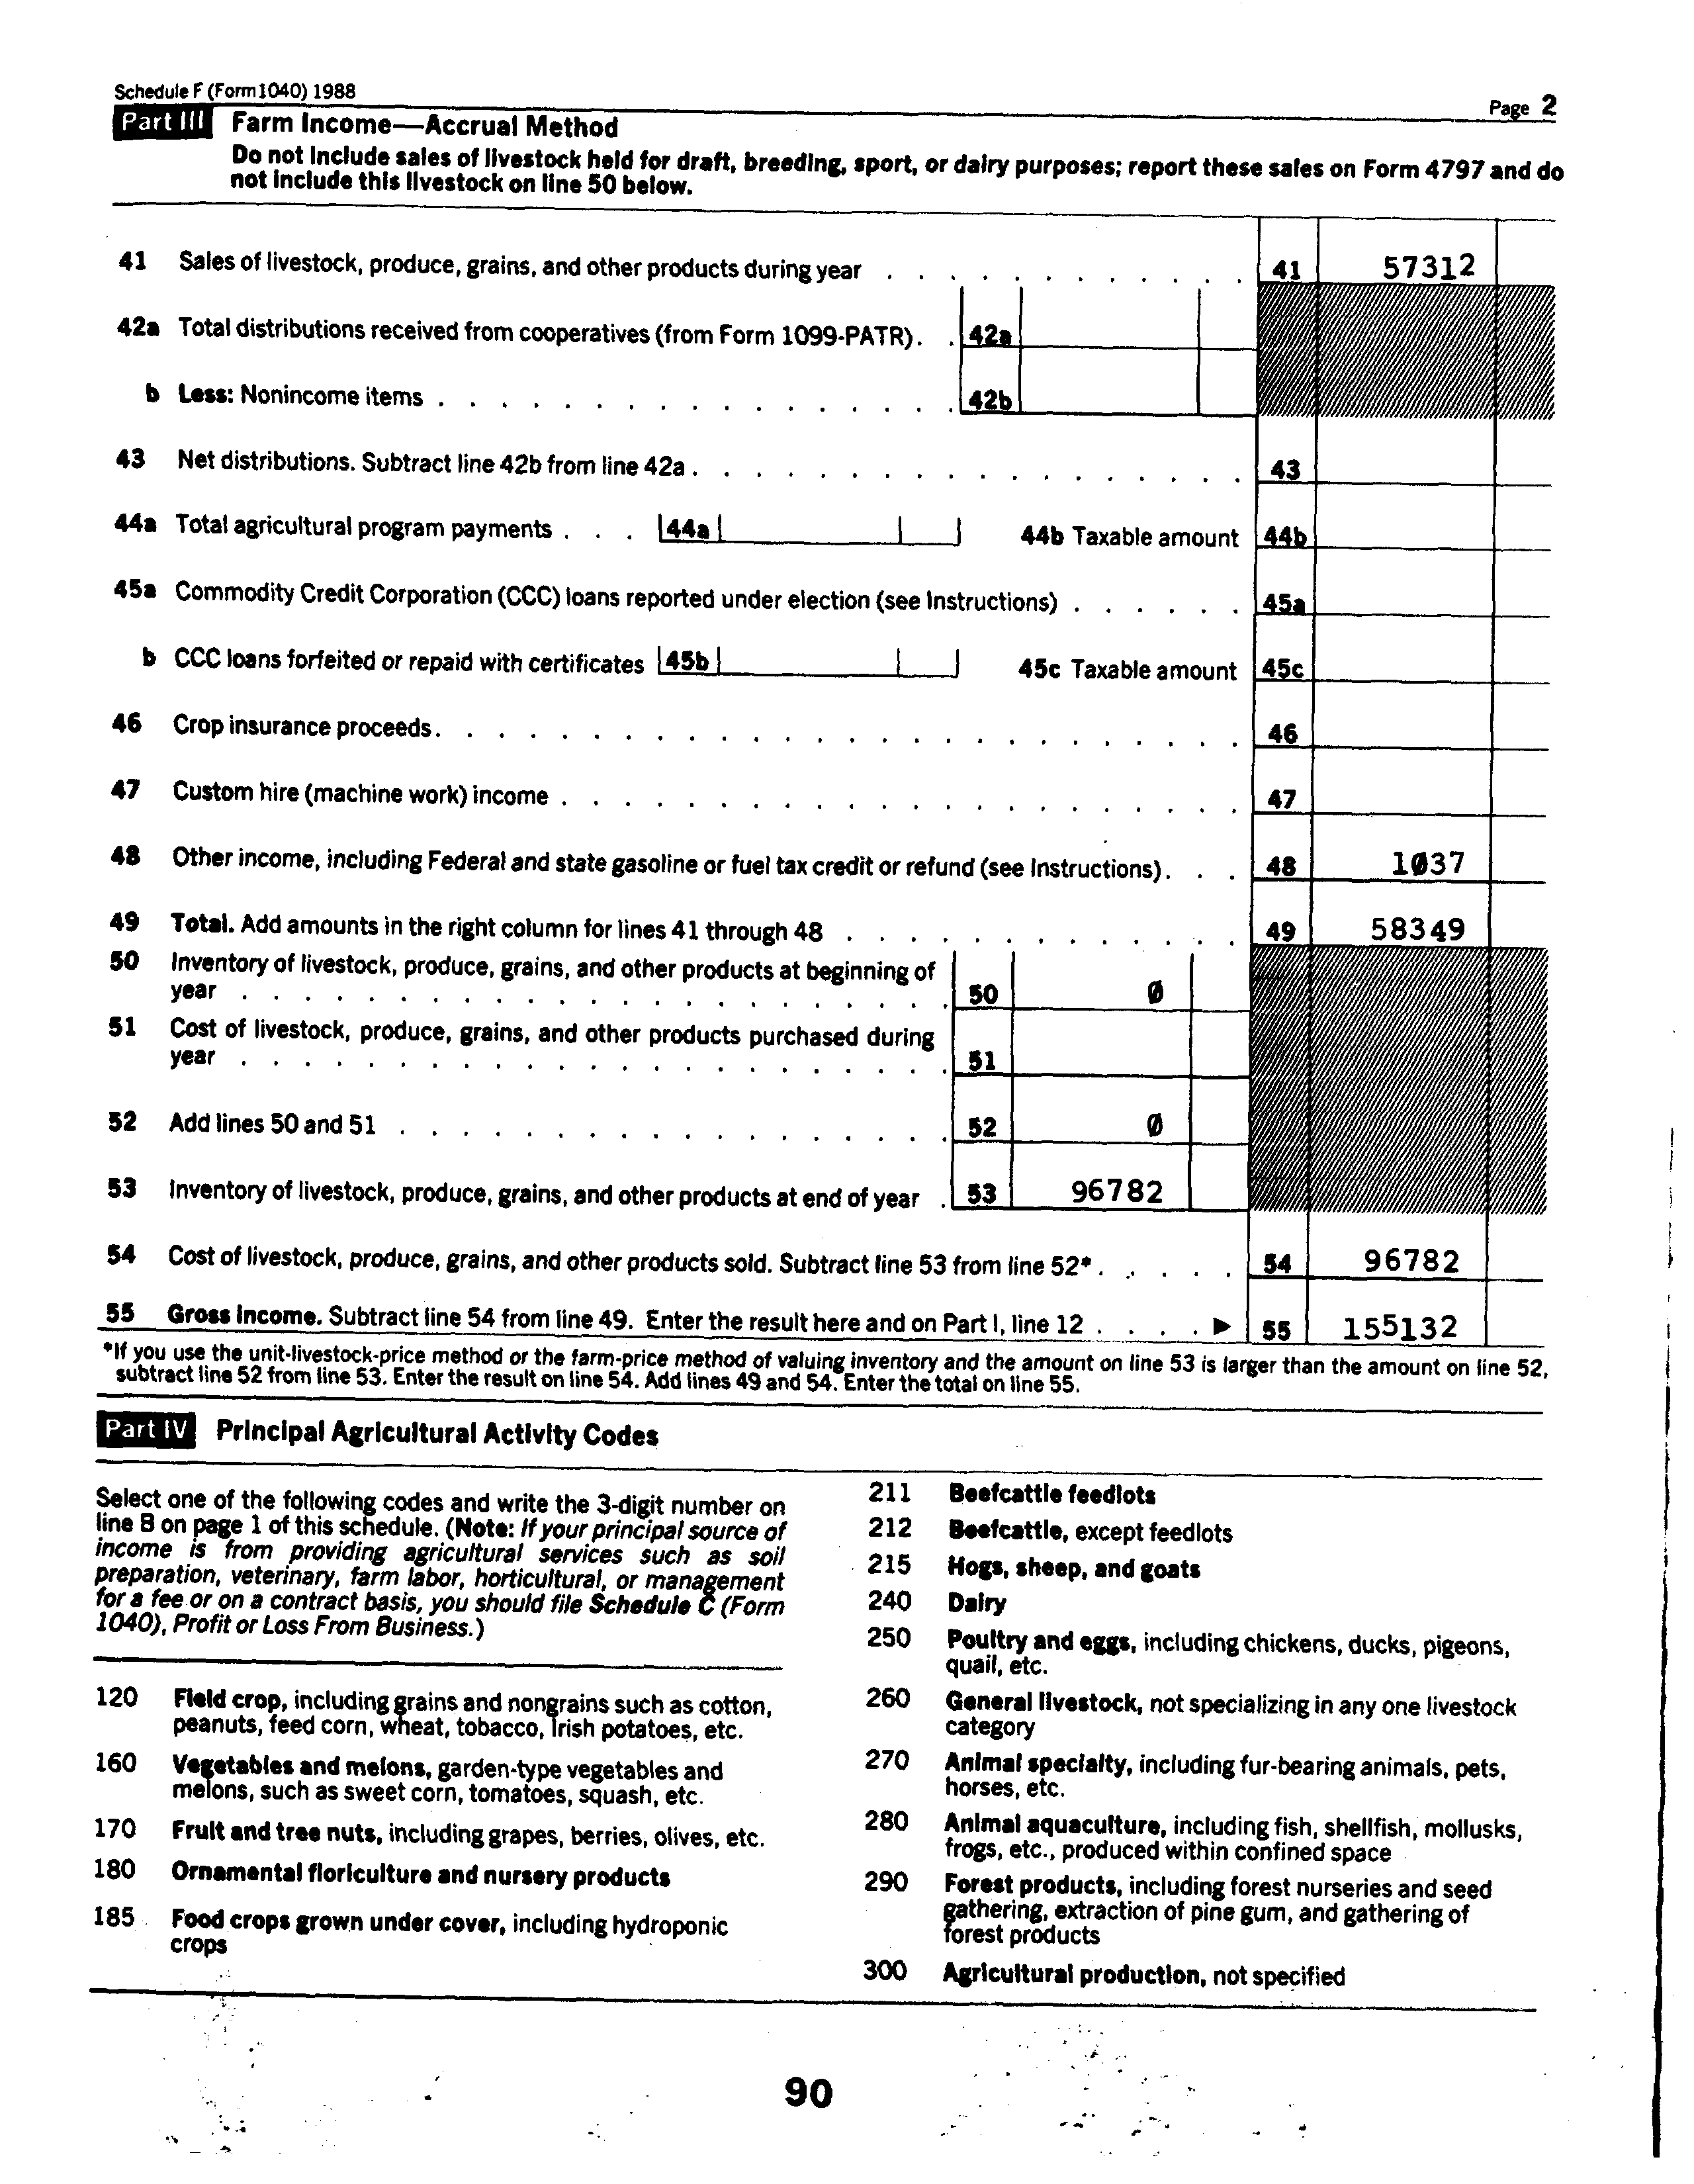 Schedule F (Form 1040) 1988
Page 2
Part III Farm Income—Accrual Method
Do not include sales of livestock held for draft, breeding, sport, or dairy purposes; report these sales on Form 4797 and do
not include this livestock on line 50 below.
41 Sales of livestock, produce, grains, and other products during year . . . . . . . . . . . 41 57312
42a Total distributions received from cooperatives (from Form 1099-PATR). . 42a
b Less: Nonincome items . . . . . . . . . . . . . . . . . 42b
43 Net distributions. Subtract line 42b from line 42a . . . . . . . . . . . . . . . . . . 43
44a Total agricultural program payments . . . 44a 44b Taxable amount 44b
45a Commodity Credit Corporation (CCC) loans reported under election (see Instructions) . . . . . . 45a
b CCC loans forfeited or repaid with certificates 45b 45c Taxable amount 45c
46 Crop insurance proceeds. . . . . . . . . . . . . . . . . . . . . . . . . . 46
47 Custom hire (machine work) income . . . . . . . . . . . . . . . . . . . . . . 47
48 Other income, including Federal and state gasoline or fuel tax credit or refund (see Instructions). . . 48 1037
49 Total. Add amounts in the right column for lines 41 through 48 . . . . . . . . . . . . . 49 58349
50 Inventory of livestock, produce, grains, and other products at beginning of
year . . . . . . . . . . . . . . . . . . . . . . . 50 0
51 Cost of livestock, produce, grains, and other products purchased during
year . . . . . . . . . . . . . . . . . . . . . . . 51
52 Add lines 50 and 51 . . . . . . . . . . . . . . . . . . 52 0
53 Inventory of livestock, produce, grains, and other products at end of year . 53 96782
54 Cost of livestock, produce, grains, and other products sold. Subtract line 53 from line 52* . . . . . 54 96782
55 Gross Income. Subtract line 54 from line 49. Enter the result here and on Part I, line 12 . . . . ▶ 55 155132
*If you use the unit-livestock-price method or the farm-price method of valuing inventory and the amount on line 53 is larger than the amount on line 52,
subtract line 52 from line 53. Enter the result on line 54. Add lines 49 and 54. Enter the total on line 55.
Part IV Principal Agricultural Activity Codes
Select one of the following codes and write the 3-digit number on
line B on page 1 of this schedule. (Note: If your principal source of
income is from providing agricultural services such as soil
preparation, veterinary, farm labor, horticultural, or management
for a fee or on a contract basis, you should file Schedule C (Form
1040), Profit or Loss From Business.)
120 Field crop, including grains and nongrains such as cotton,
peanuts, feed corn, wheat, tobacco, Irish potatoes, etc.
160 Vegetables and melons, garden-type vegetables and
melons, such as sweet corn, tomatoes, squash, etc.
170 Fruit and tree nuts, including grapes, berries, olives, etc.
180 Ornamental floriculture and nursery products
185 Food crops grown under cover, including hydroponic
crops
211 Beefcattle feedlots
212 Beefcattle, except feedlots
215 Hogs, sheep, and goats
240 Dairy
250 Poultry and eggs, including chickens, ducks, pigeons,
quail, etc.
260 General livestock, not specializing in any one livestock
category
270 Animal specialty, including fur-bearing animals, pets,
horses, etc.
280 Animal aquaculture, including fish, shellfish, mollusks,
frogs, etc., produced within confined space
290 Forest products, including forest nurseries and seed
gathering, extraction of pine gum, and gathering of
forest products
300 Agricultural production, not specified
90